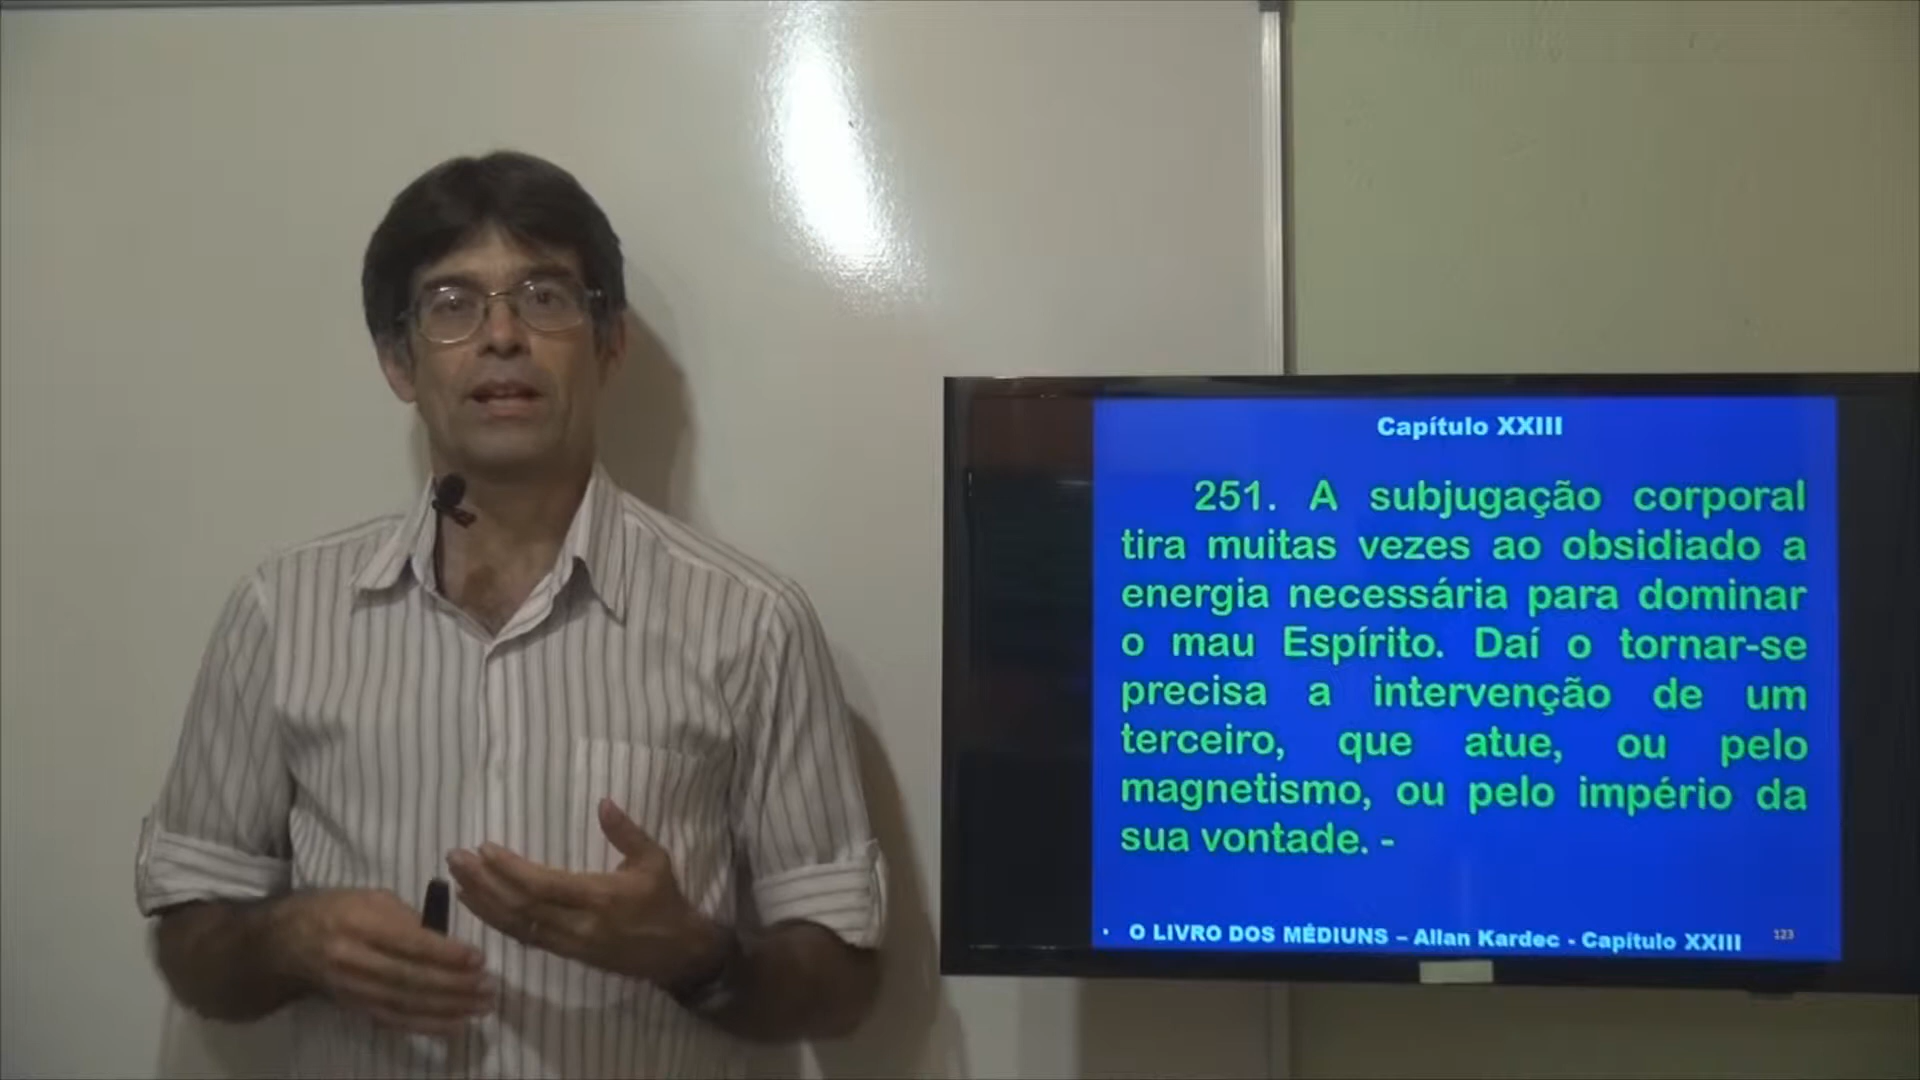 Capítulo XXIII
251. A subjugação corporal
tira muitas vezes ao obsidiado a
energia necessária para dominar
o mau Espírito. Daí o tornar-se
precisa a intervenção de um
terceiro, que atue, ou pelo
magnetismo, ou pelo império da
sua vontade. -
• O LIVRO DOS MÉDIUNS – Allan Kardec - Capítulo XXIII 123